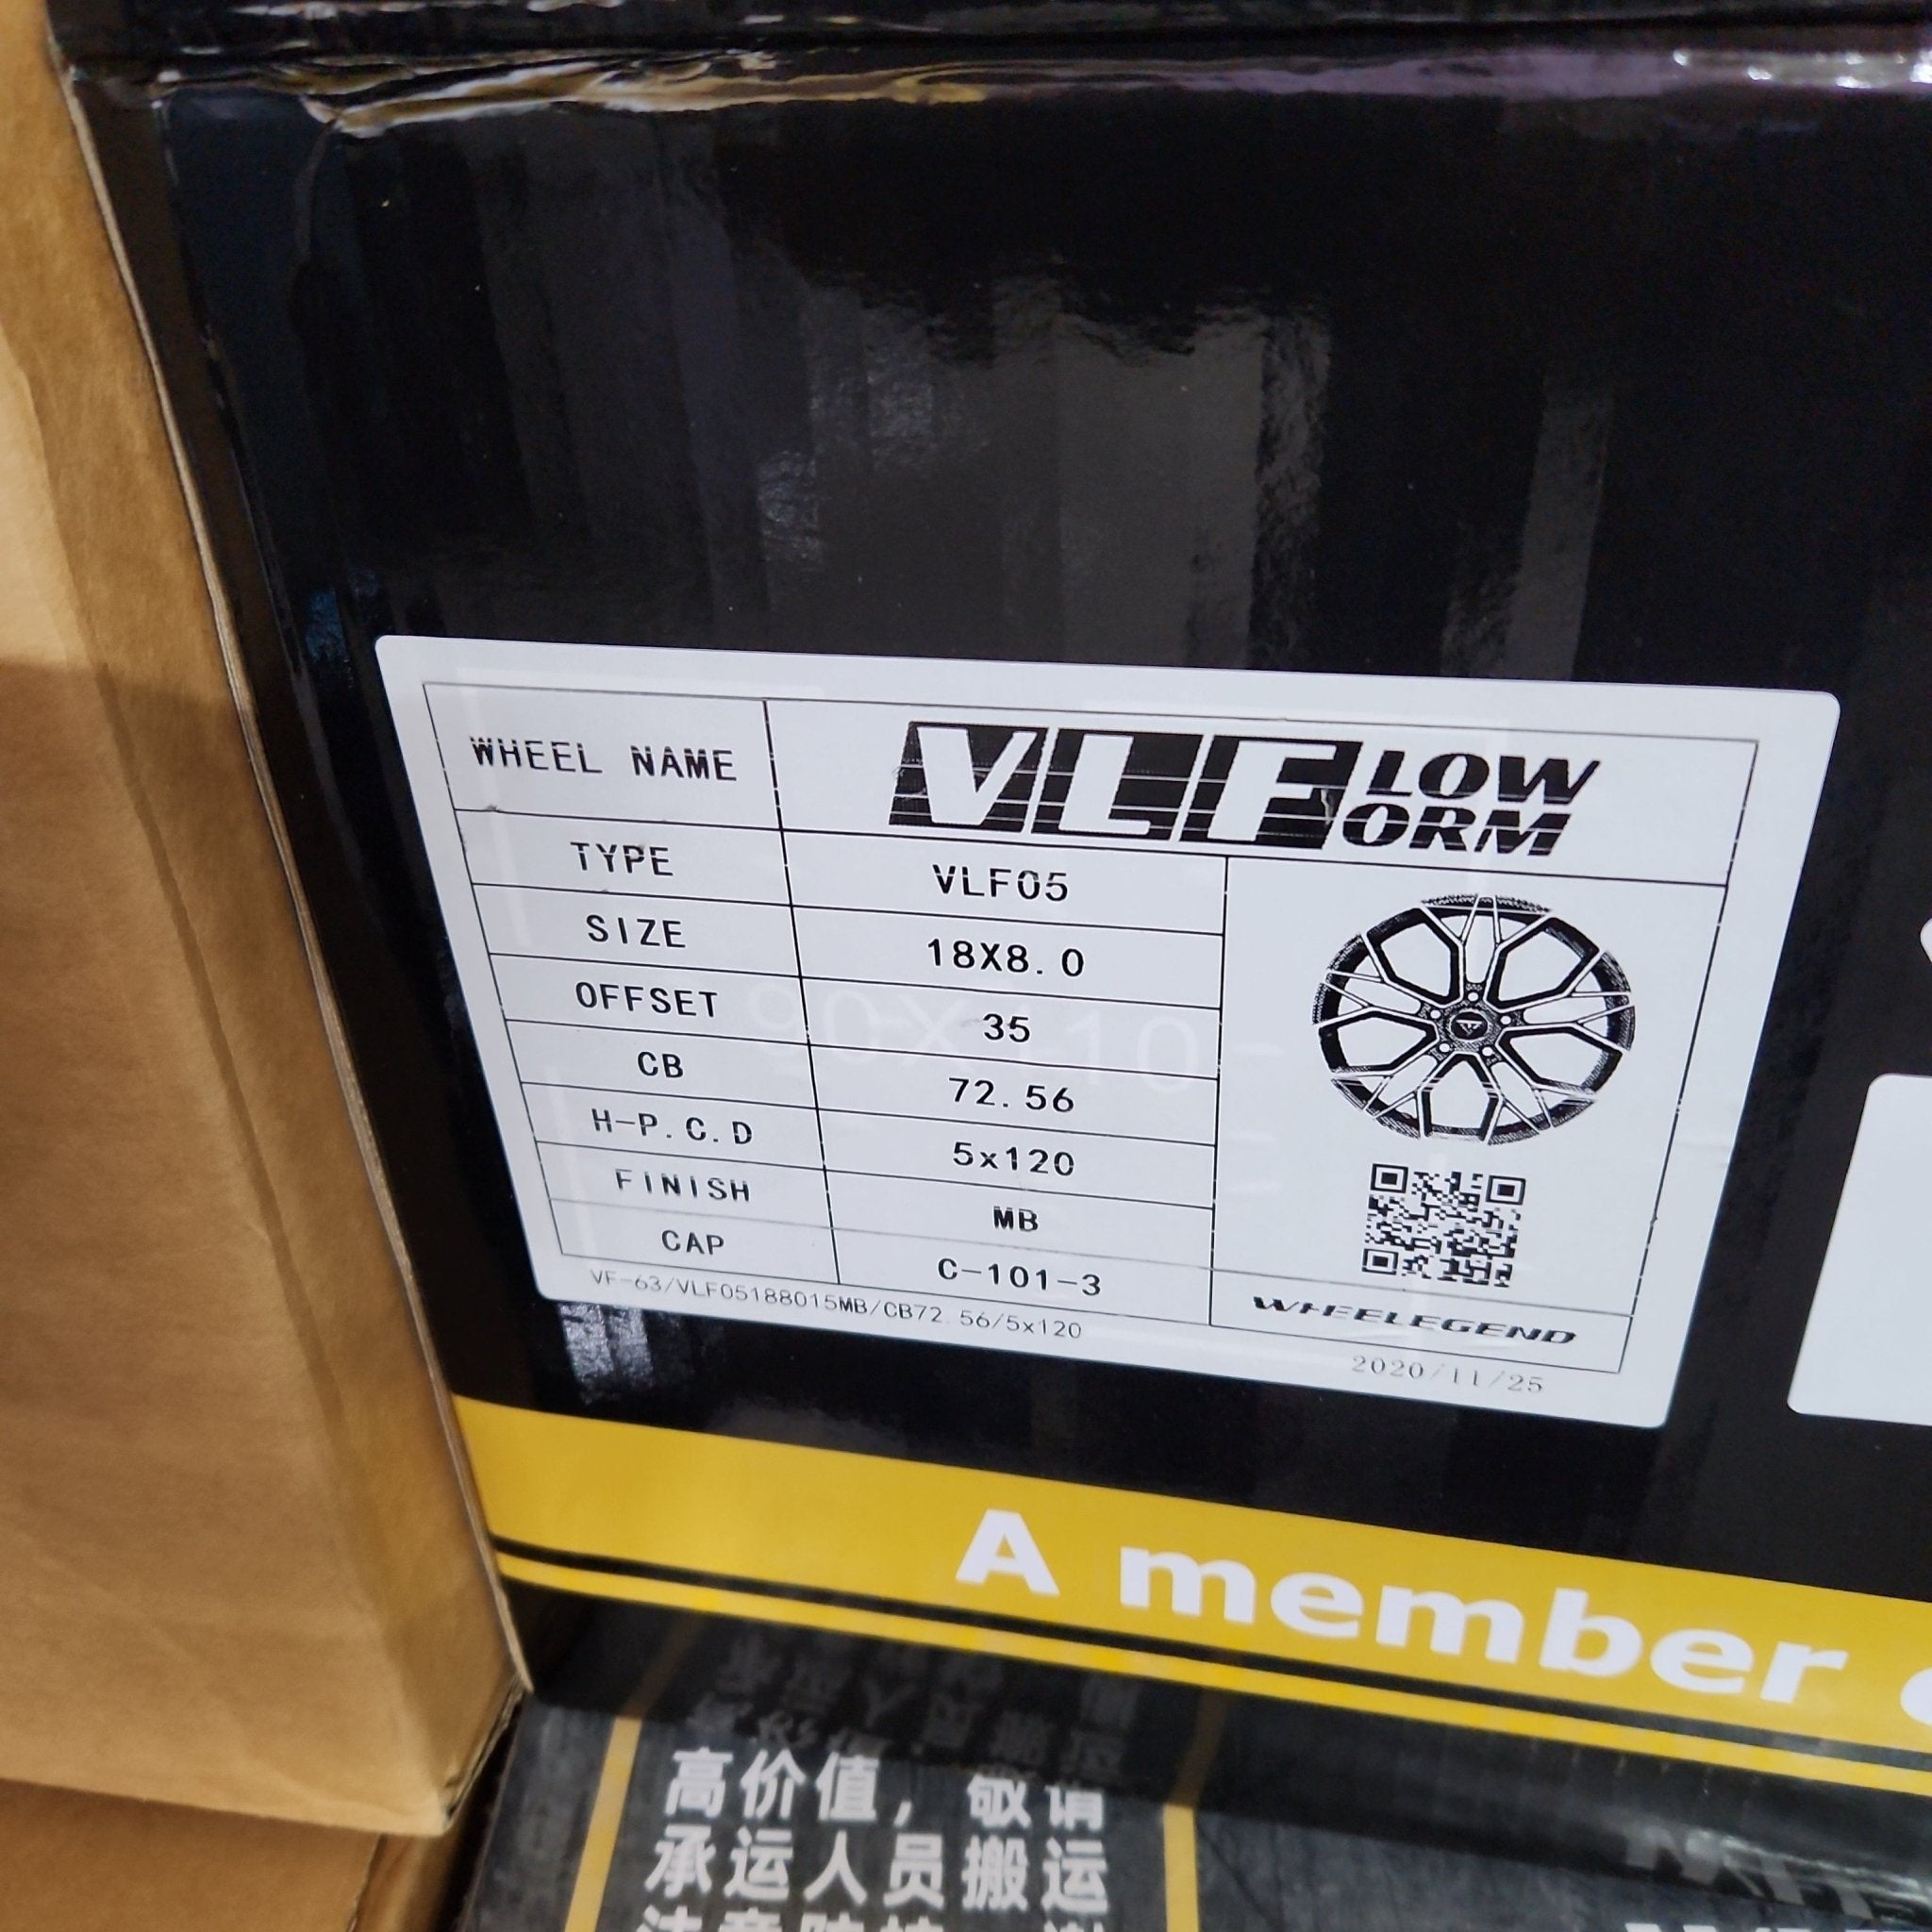 WHEEL NAME VLF LOW ORM
TYPE VLF05
SIZE 18X8.0
OFFSET 35
CB 72.56
H-P.C.D 5x120
FINISH MB
CAP C-101-3
WHEELEGEND
VF-63/VLF05188015MB/CB72.56/5x120
2020/11/25
A member
高价值，敬请
承运人员搬运